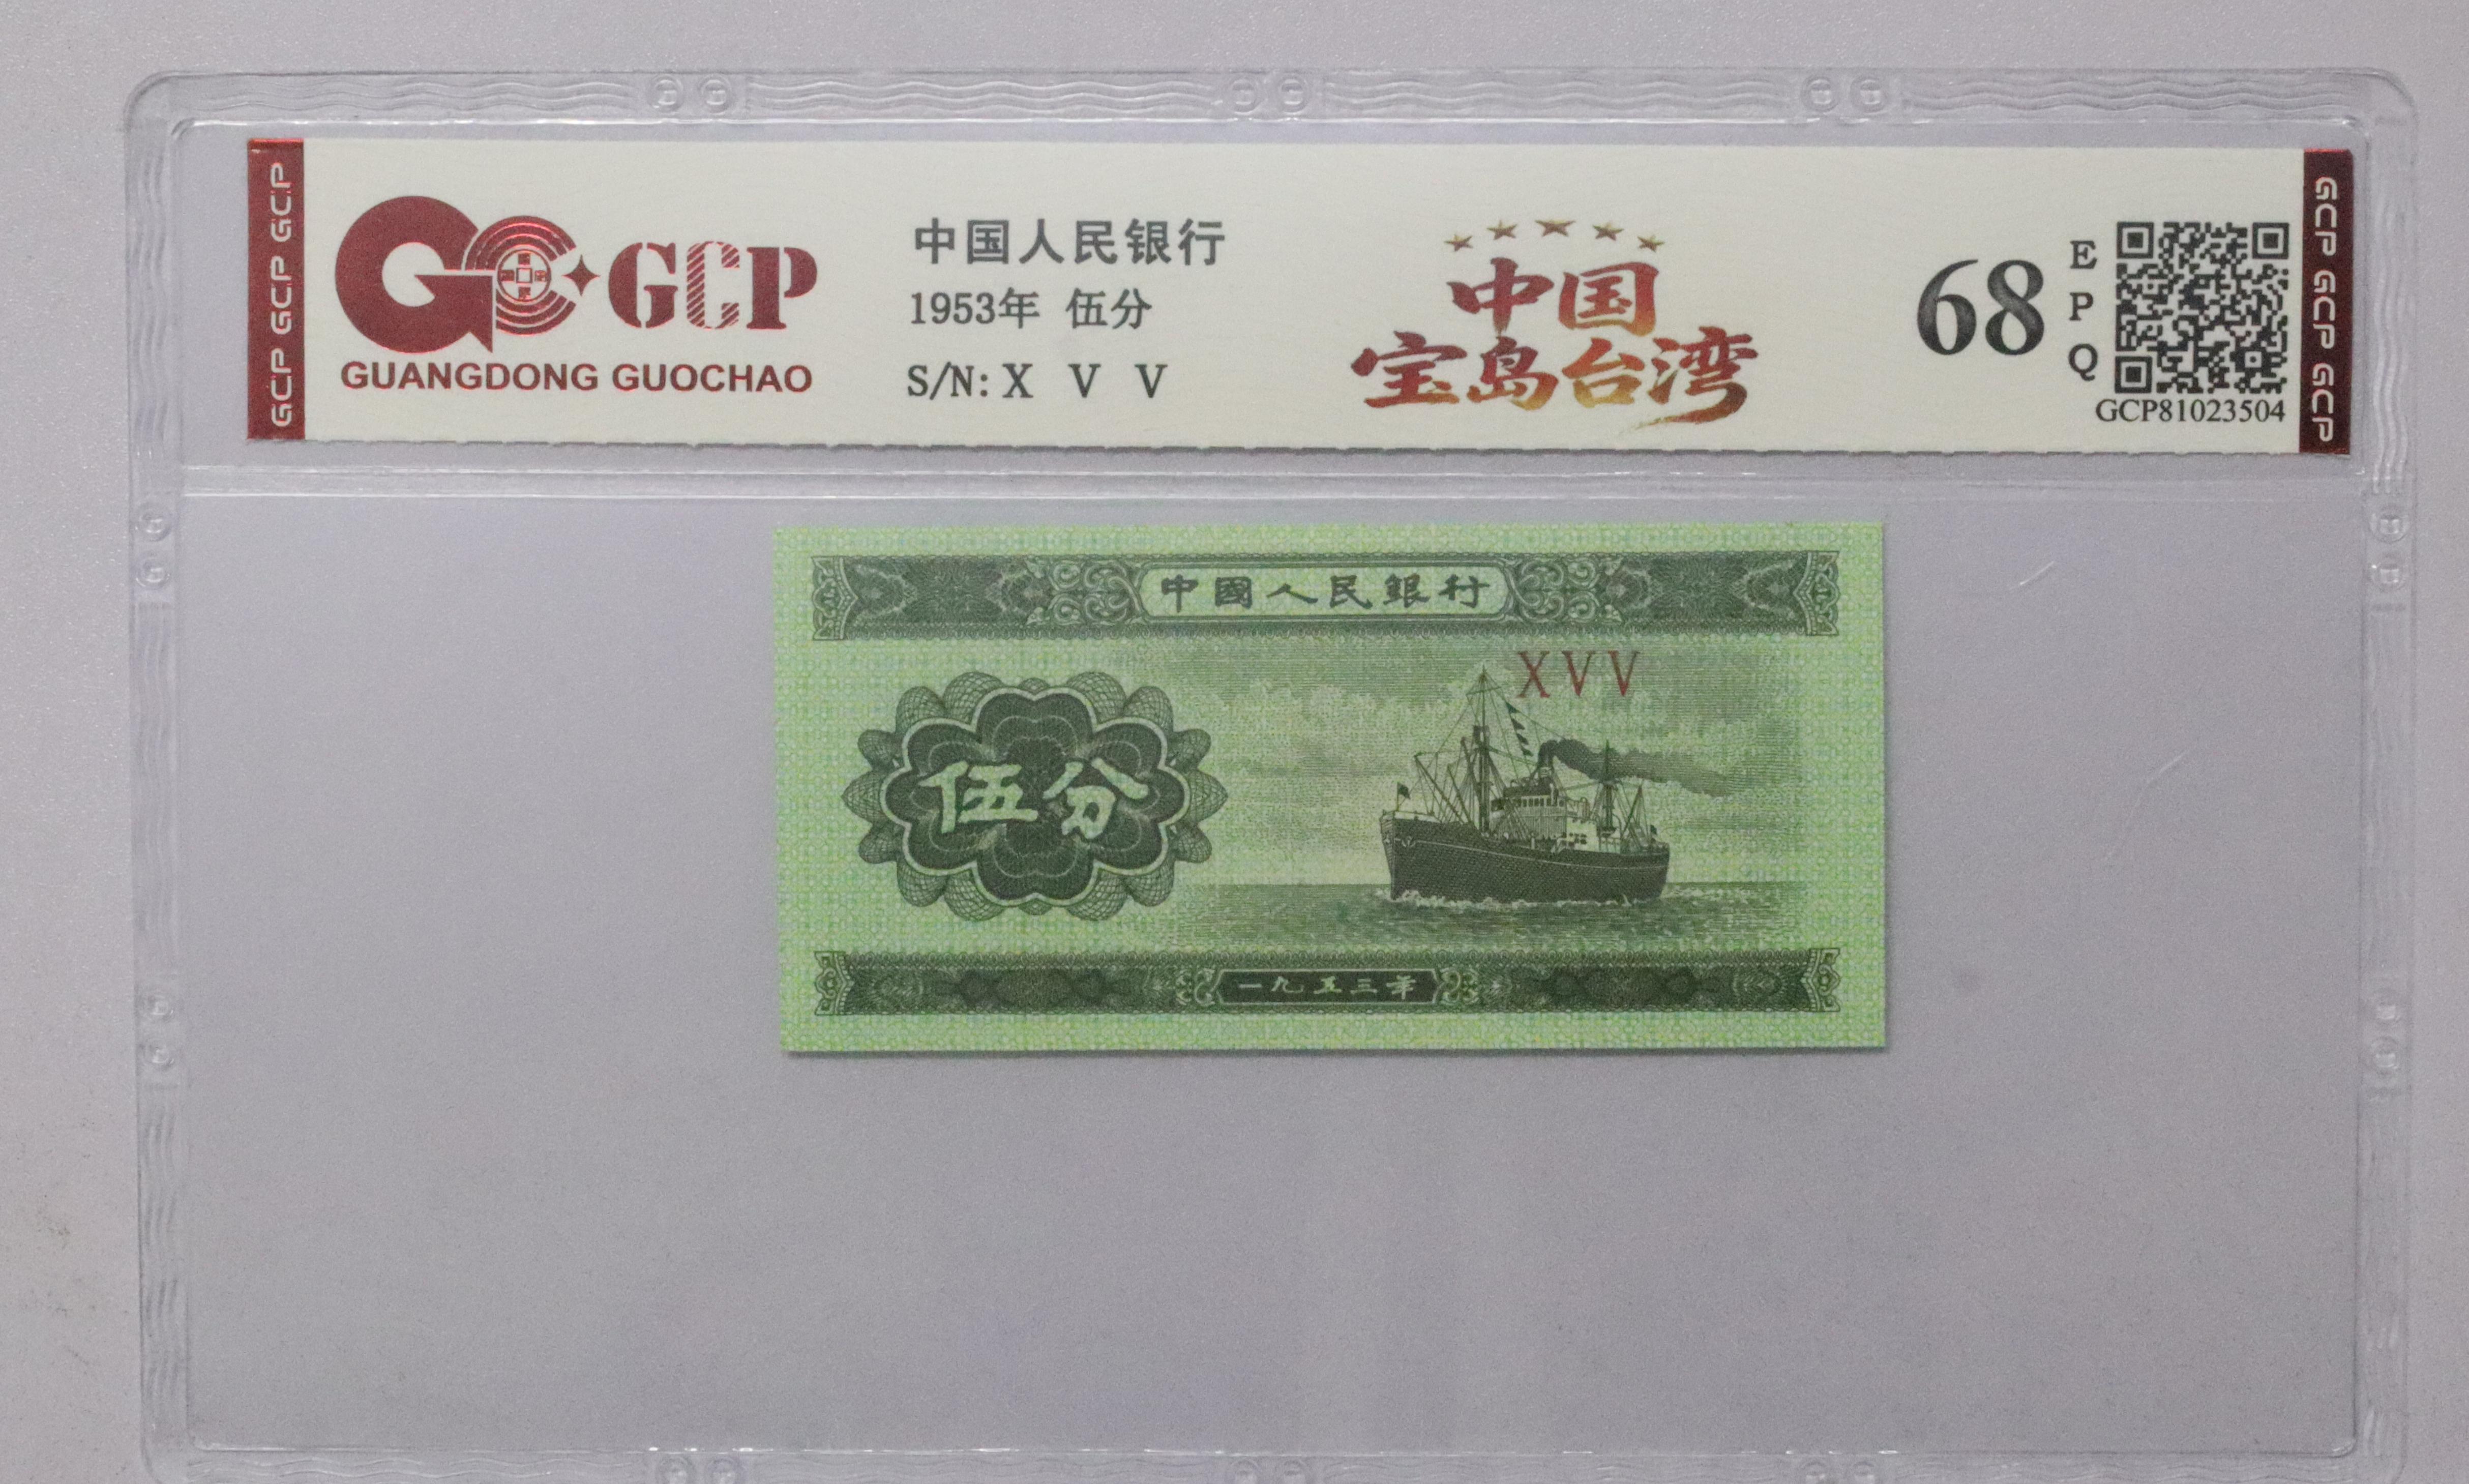 GCP GCP GCP
GCP
GUANGDONG GUOCHAO
中国人民银行
1953年 伍分
S/N: X V V
中国
宝岛台湾
68
E
P
Q
GCP81023504
GCP GCP GCP
中國人民銀行
XVV
伍分
一九五三年